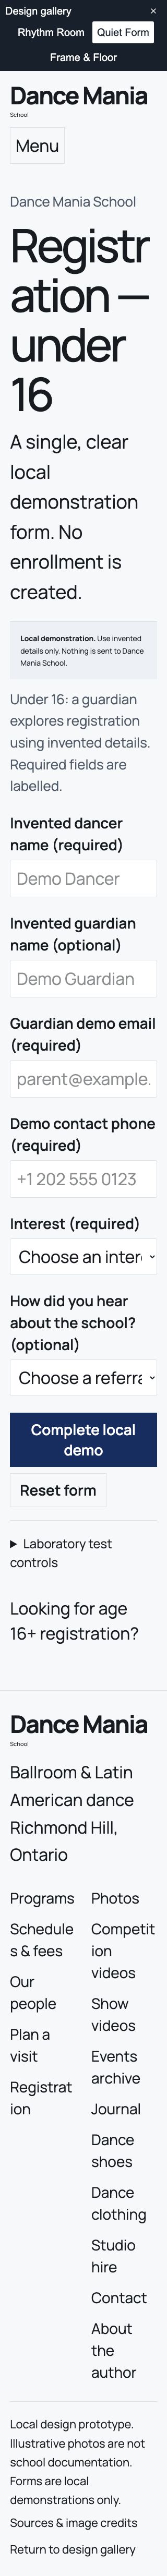 Design gallery ×
Rhythm Room Quiet Form
Frame & Floor
Dance Mania
School
Menu
Dance Mania School
Registr
ation —
under
16
A single, clear
local
demonstration
form. No
enrollment is
created.
Local demonstration. Use invented
details only. Nothing is sent to Dance
Mania School.
Under 16: a guardian
explores registration
using invented details.
Required fields are
labelled.
Invented dancer
name (required)
Demo Dancer
Invented guardian
name (optional)
Demo Guardian
Guardian demo email
(required)
parent@example.
Demo contact phone
(required)
+1 202 555 0123
Interest (required)
Choose an inter
How did you hear
about the school?
(optional)
Choose a referra
Complete local
demo
Reset form
Laboratory test
controls
Looking for age
16+ registration?
Dance Mania
School
Ballroom & Latin
American dance
Richmond Hill,
Ontario
Programs
Schedule
s & fees
Our
people
Plan a
visit
Registrat
ion
Photos
Competit
ion
videos
Show
videos
Events
archive
Journal
Dance
shoes
Dance
clothing
Studio
hire
Contact
About
the
author
Local design prototype.
Illustrative photos are not
school documentation.
Forms are local
demonstrations only.
Sources & image credits
Return to design gallery